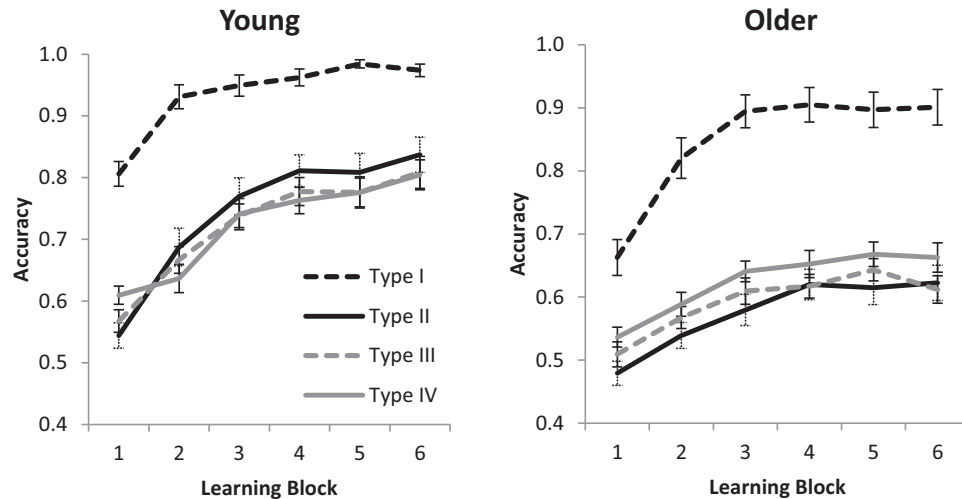 Young
1.0
0.9
0.8
0.7
0.6
0.5
0.4
Accuracy
Type I
Type II
Type III
Type IV
1 2 3 4 5 6
Learning Block
Older
1.0
0.9
0.8
0.7
0.6
0.5
0.4
Accuracy
1 2 3 4 5 6
Learning Block